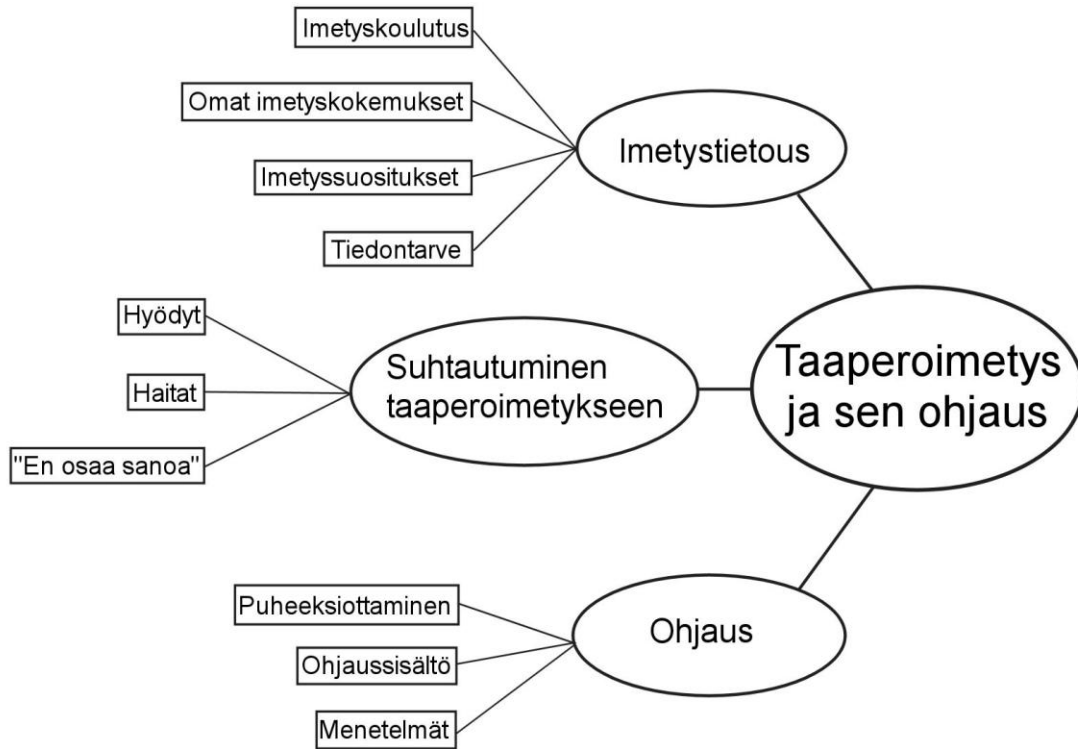 Imetyskoulutus
Omat imetyskokemukset
Imetyssuositukset
Tiedontarve
Imetystietous
Hyödyt
Haitat
"En osaa sanoa"
Suhtautuminen
taaperoimetykseen
Taaperoimetys
ja sen ohjaus
Puheeksiottaminen
Ohjaussisältö
Menetelmät
Ohjaus